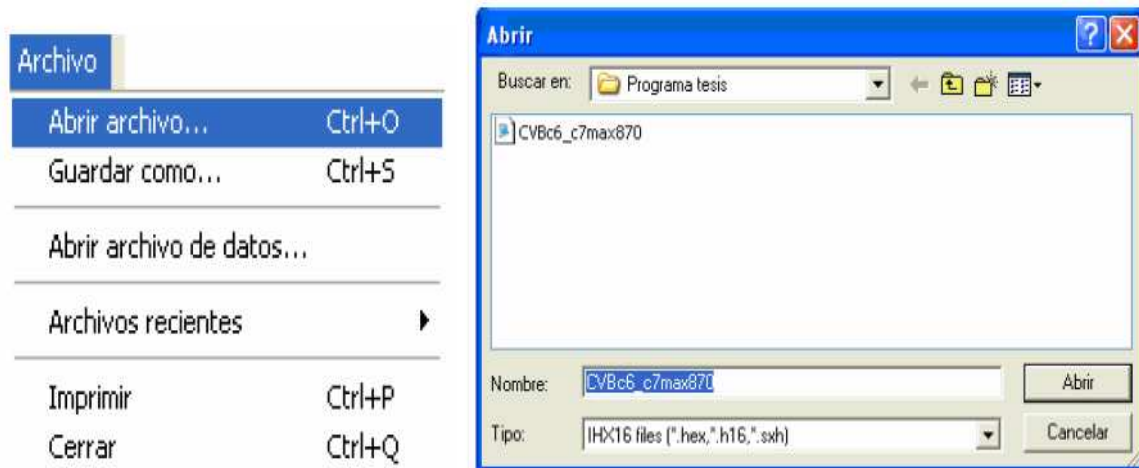 Archivo
Abrir archivo... Ctrl+O
Guardar como... Ctrl+S
Abrir archivo de datos...
Archivos recientes
Imprimir Ctrl+P
Cerrar Ctrl+Q
Abrir
Buscar en: Programa tesis
CVBc6_c7max870
Nombre: CVBc6_c7max870 Abrir
Tipo: IHX16 files (*.hex,*.h16,*.sxh) Cancelar